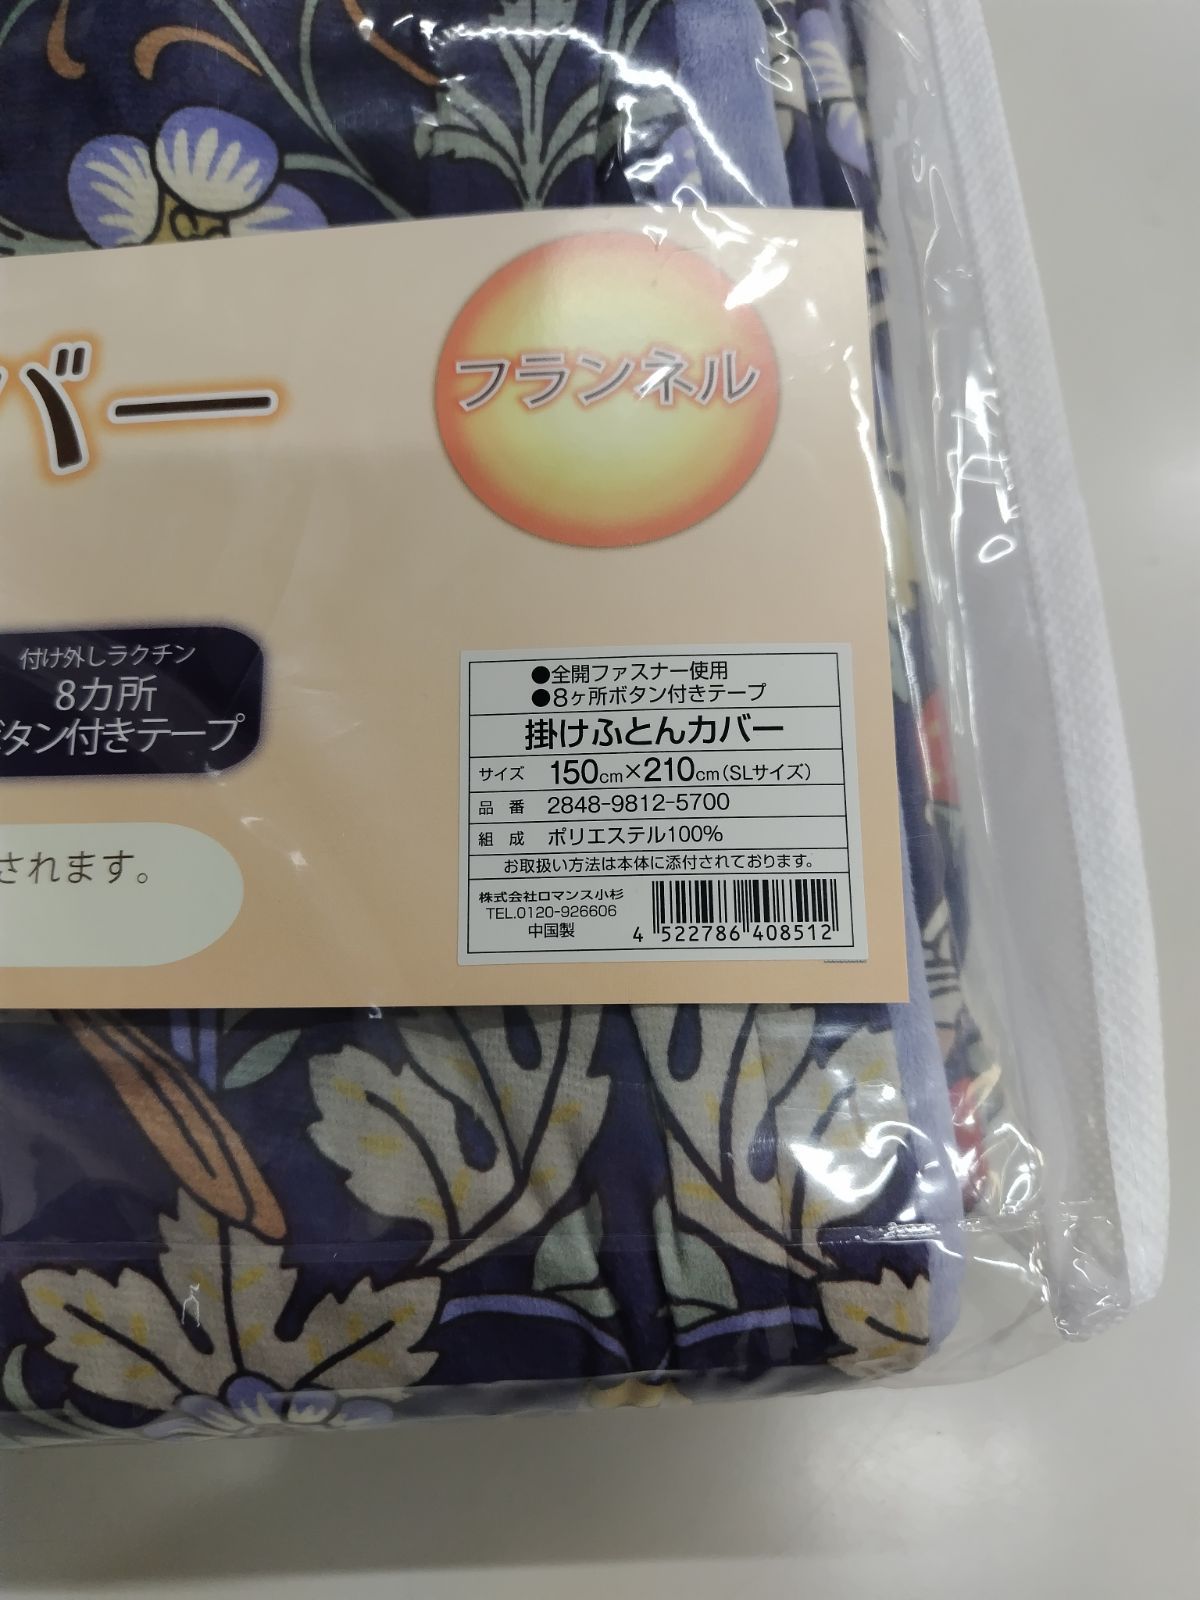 バー
フランネル
付け外しラクチン
8カ所
ボタン付きテープ
されます。
●全開ファスナー使用
●8ヶ所ボタン付きテープ
掛けふとんカバー
サイズ 150cm×210cm(SLサイズ)
品番 2848-9812-5700
組成 ポリエステル100%
お取扱い方法は本体に添付されております。
株式会社ロマンス小杉
TEL.0120-926606
中国製
4 522786 408512